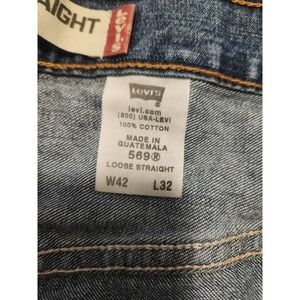 AIGHT
Levi's
Levi's
levi.com
(800) USA-LEVI
100% COTTON
MADE IN
GUATEMALA
569®
LOOSE STRAIGHT
W42 L32